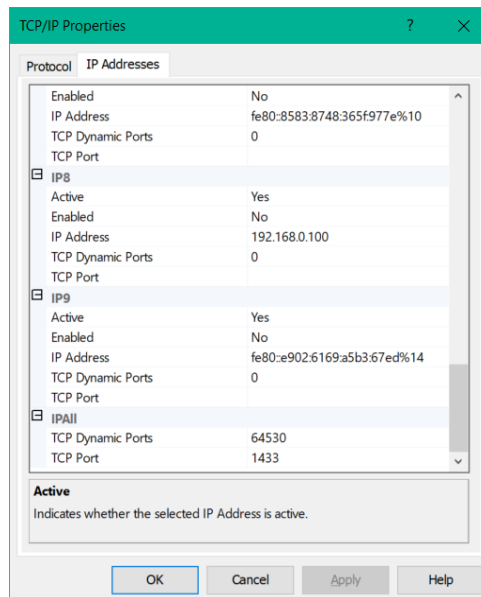 TCP/IP Properties ?
Protocol IP Addresses
Enabled No
IP Address fe80::8583:8748:365f:977e%10
TCP Dynamic Ports 0
TCP Port
IP8
Active Yes
Enabled No
IP Address 192.168.0.100
TCP Dynamic Ports 0
TCP Port
IP9
Active Yes
Enabled No
IP Address fe80::e902:6169:a5b3:67ed%14
TCP Dynamic Ports 0
TCP Port
IPAll
TCP Dynamic Ports 64530
TCP Port 1433
Active
Indicates whether the selected IP Address is active.
OK Cancel Apply Help